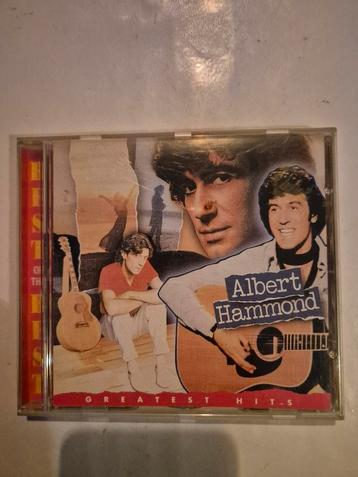 BEST
OF
THE
BEST
Albert
Hammond
GREATEST HITS